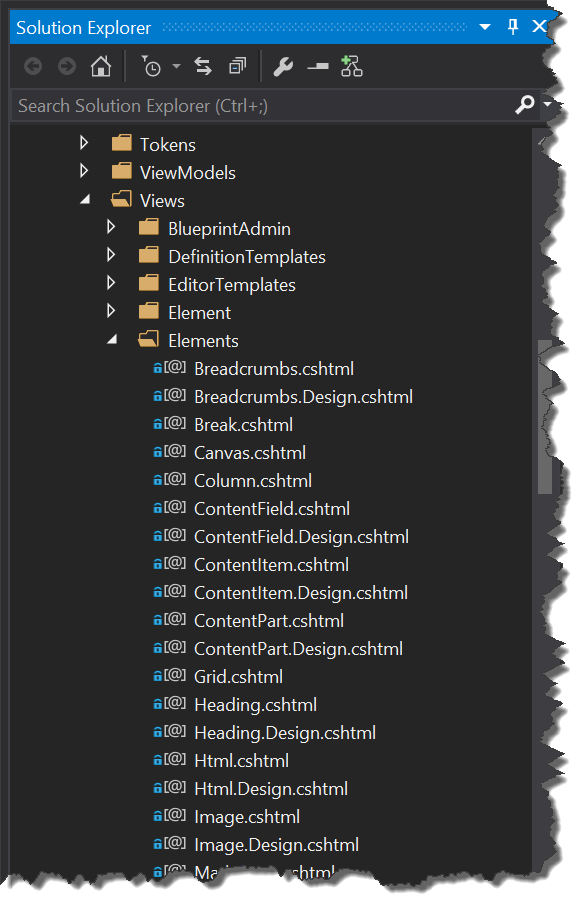 Solution Explorer
Search Solution Explorer (Ctrl+;)
Tokens
ViewModels
Views
BlueprintAdmin
DefinitionTemplates
EditorTemplates
Element
Elements
[@] Breadcrumbs.cshtml
[@] Breadcrumbs.Design.cshtml
[@] Break.cshtml
[@] Canvas.cshtml
[@] Column.cshtml
[@] ContentField.cshtml
[@] ContentField.Design.cshtml
[@] ContentItem.cshtml
[@] ContentItem.Design.cshtml
[@] ContentPart.cshtml
[@] ContentPart.Design.cshtml
[@] Grid.cshtml
[@] Heading.cshtml
[@] Heading.Design.cshtml
[@] Html.cshtml
[@] Html.Design.cshtml
[@] Image.cshtml
[@] Image.Design.cshtml